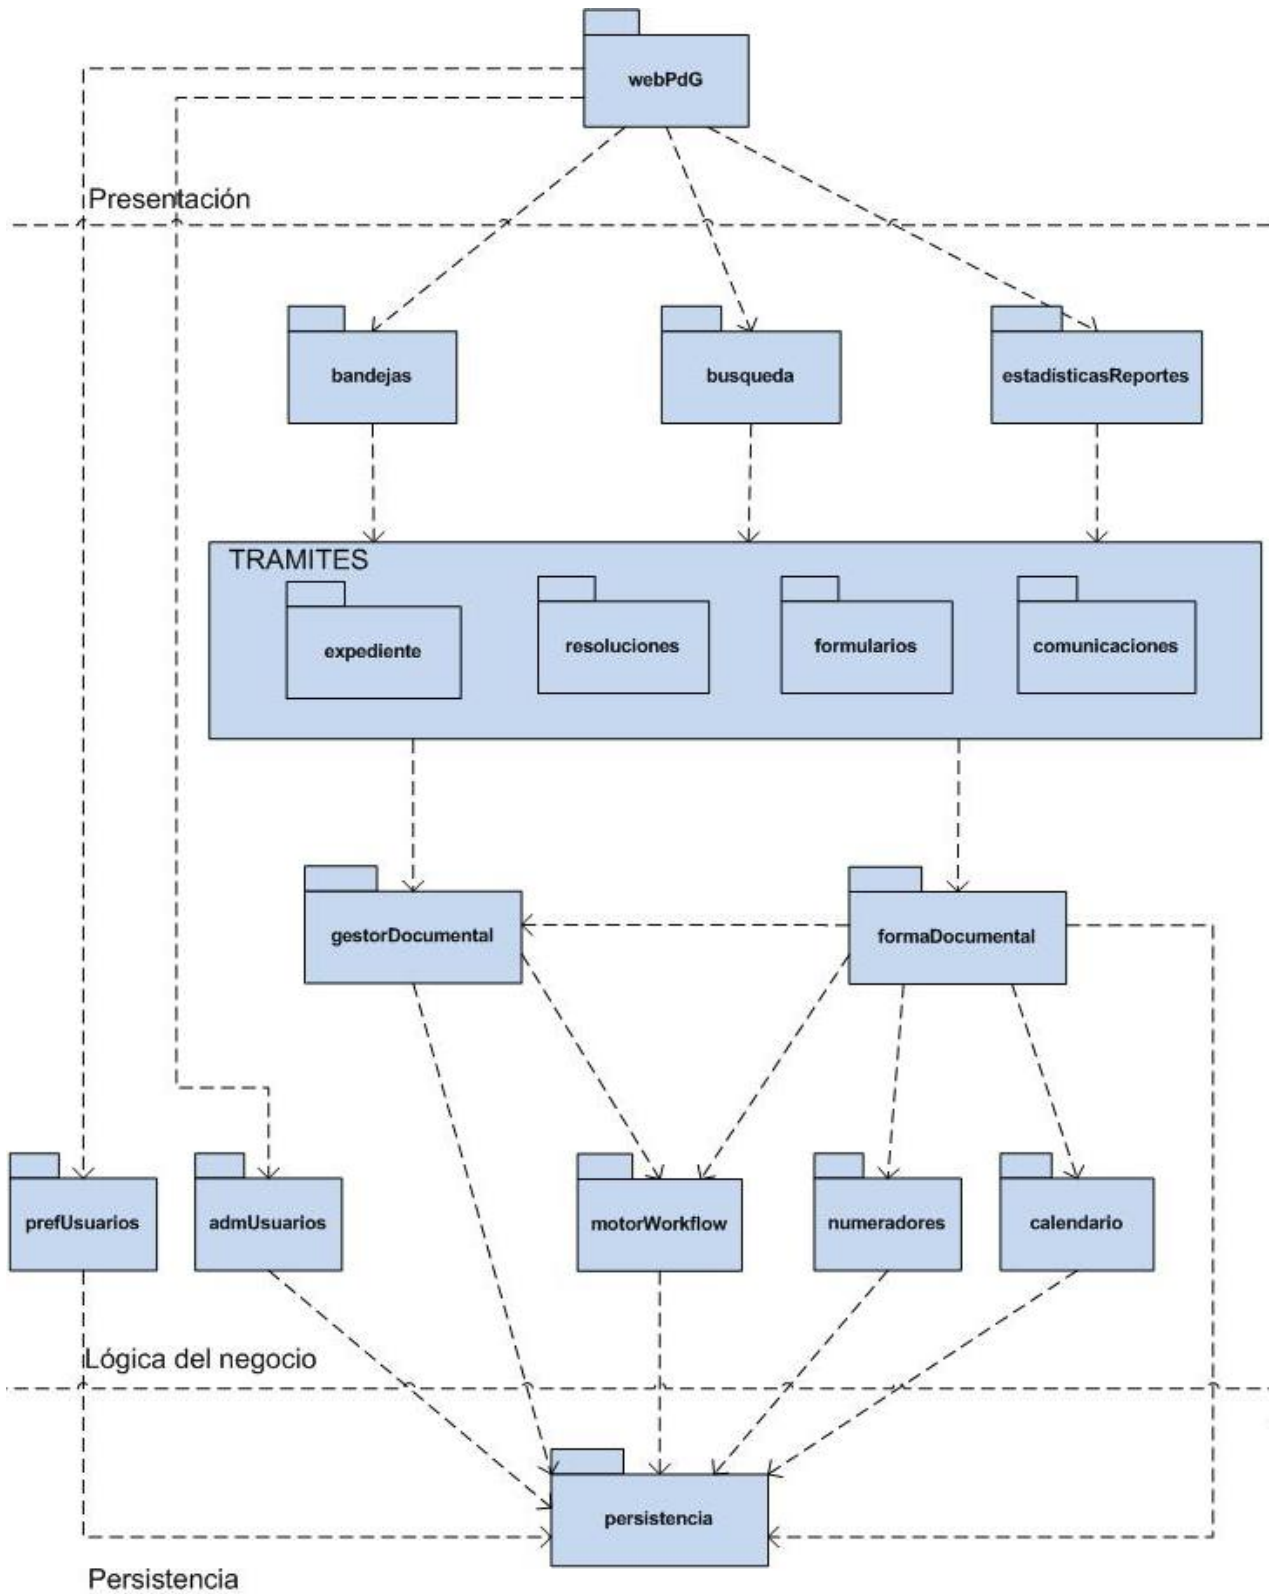 webPdG
Presentación
bandejas
busqueda
estadísticasReportes
TRAMITES
expediente
resoluciones
formularios
comunicaciones
gestorDocumental
formaDocumental
prefUsuarios
admUsuarios
motorWorkflow
numeradores
calendario
Lógica del negocio
persistencia
Persistencia